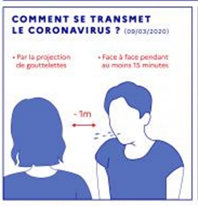 COMMENT SE TRANSMET
LE CORONAVIRUS ? (09/03/2020)
• Par la projection
de gouttelettes
• Face à face pendant
au moins 15 minutes
- 1m